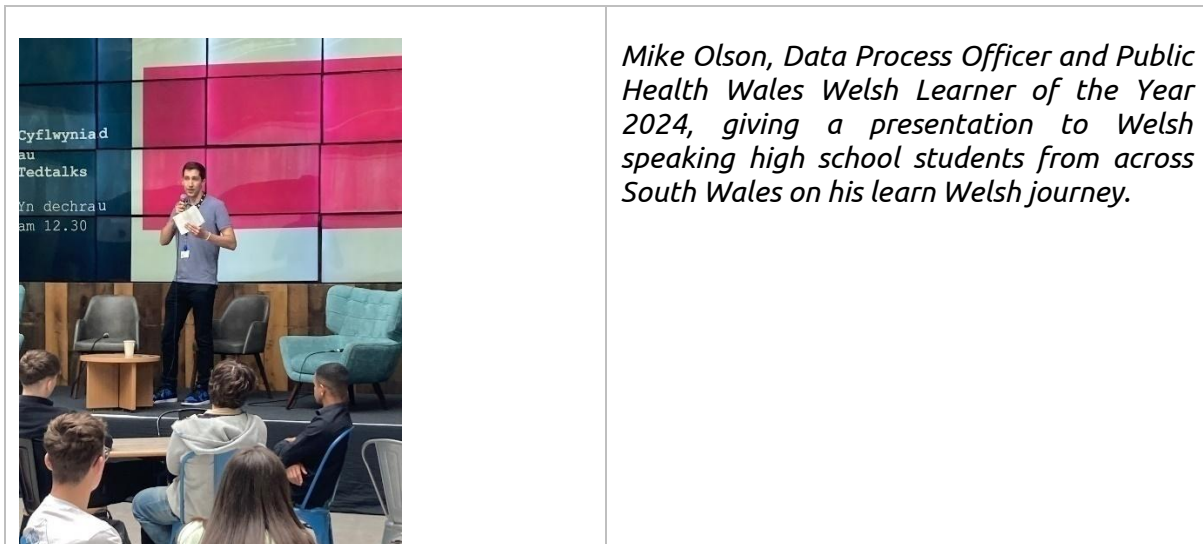 Cyflwyniad
au
Tedtalks
Yn dechrau
am 12.30
Mike Olson, Data Process Officer and Public
Health Wales Welsh Learner of the Year
2024, giving a presentation to Welsh
speaking high school students from across
South Wales on his learn Welsh journey.